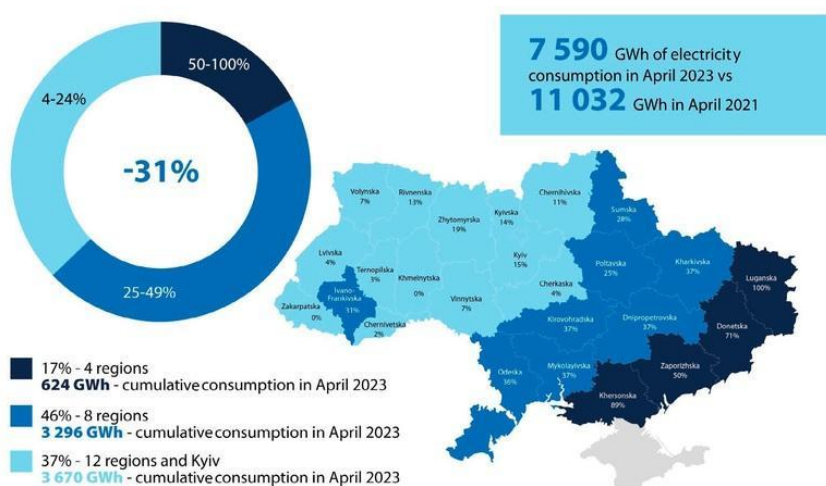 7 590 GWh of electricity
consumption in April 2023 vs
11 032 GWh in April 2021
50-100%
4-24%
-31%
25-49%
Volynska
7%
Rivnenska
13%
Zhytomyrska
19%
Kyivska
14%
Chernihivska
11%
Sumska
28%
Lvivska
4%
Ternopilska
3%
Khmelnytska
0%
Kyiv
15%
Poltavska
25%
Kharkivska
37%
Luganska
100%
Zakarpatska
0%
Ivano-
Frankivska
31%
Chernivetska
2%
Vinnytska
7%
Cherkaska
4%
Kirovohradska
37%
Dnipropetrovska
37%
Donetska
71%
Odeska
36%
Mykolayivska
37%
Zaporizhska
50%
Khersonska
89%
17% - 4 regions
624 GWh - cumulative consumption in April 2023
46% - 8 regions
3 296 GWh - cumulative consumption in April 2023
37% - 12 regions and Kyiv
3 670 GWh - cumulative consumption in April 2023